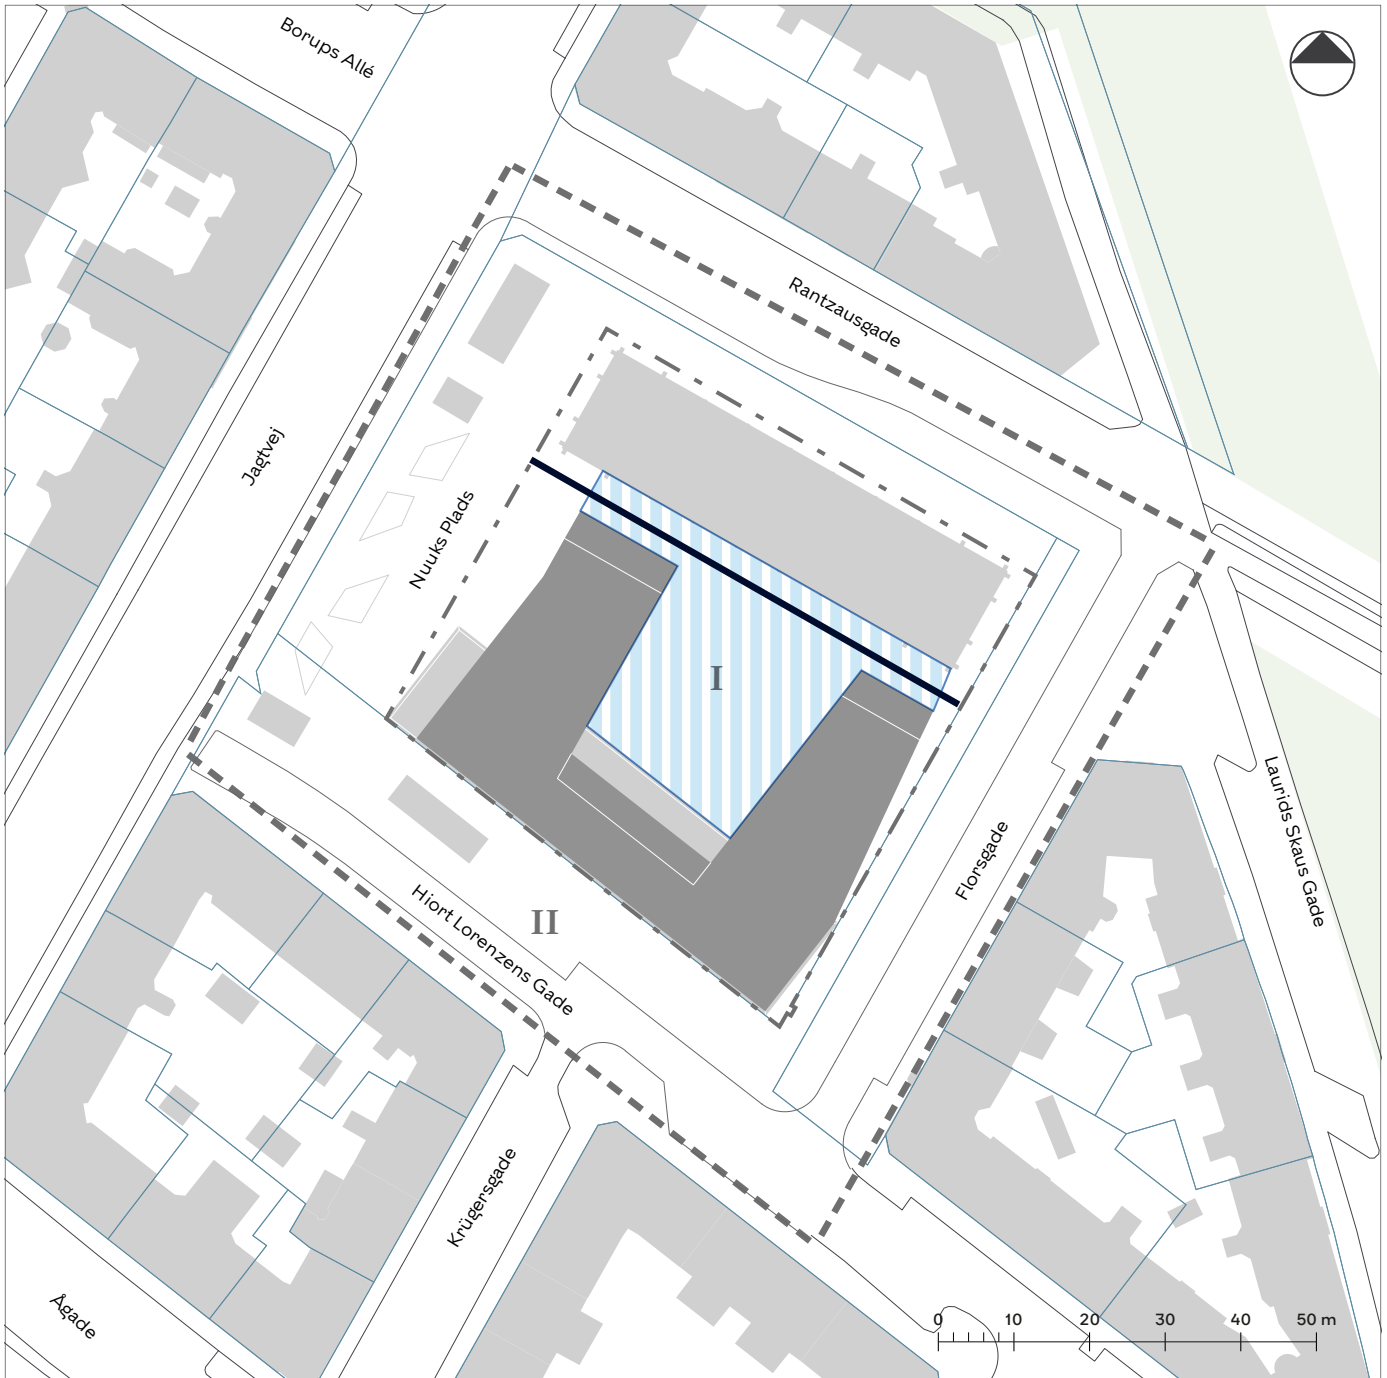 Borups Allé
Rantzausgade
Jagtvej
Nuuks Plads
I
Florsgade
Laurids Skaus Gade
Hiort Lorenzens Gade
II
Krügersgade
Ågade
0 10 20 30 40 50 m